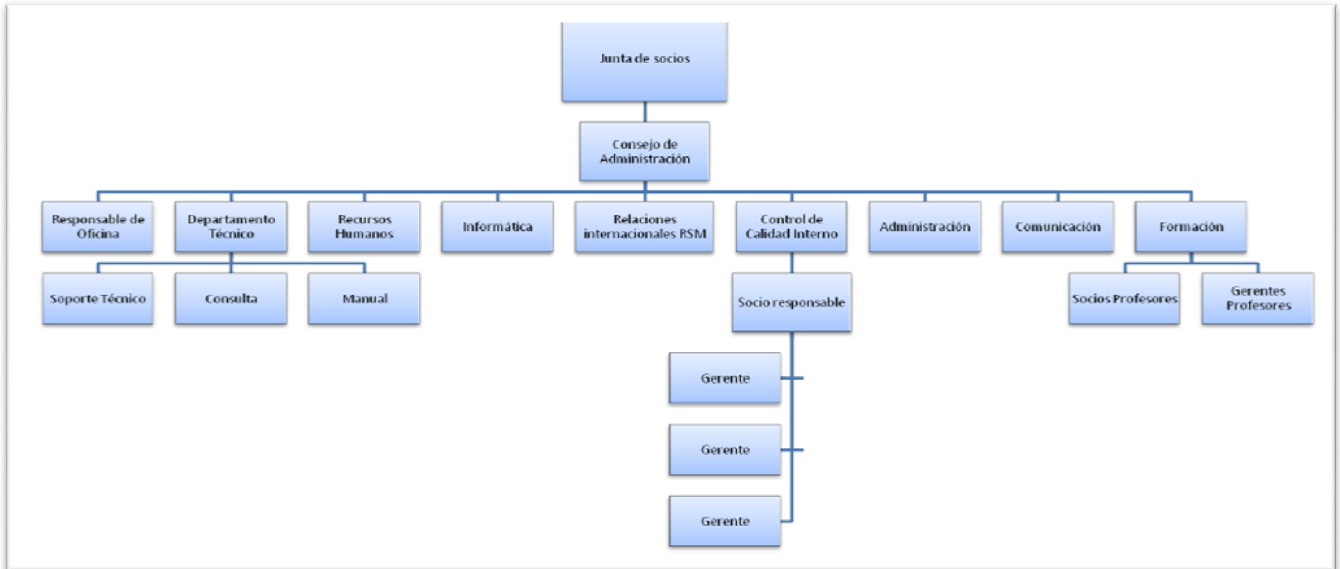 Junta de socios
Consejo de
Administración
Responsable de
Oficina
Departamento
Técnico
Recursos
Humanos
Informática
Relaciones
internacionales RSM
Control de
Calidad Interno
Administración
Comunicación
Formación
Soporte Técnico
Consulta
Manual
Socio responsable
Socios Profesores
Gerentes
Profesores
Gerente
Gerente
Gerente